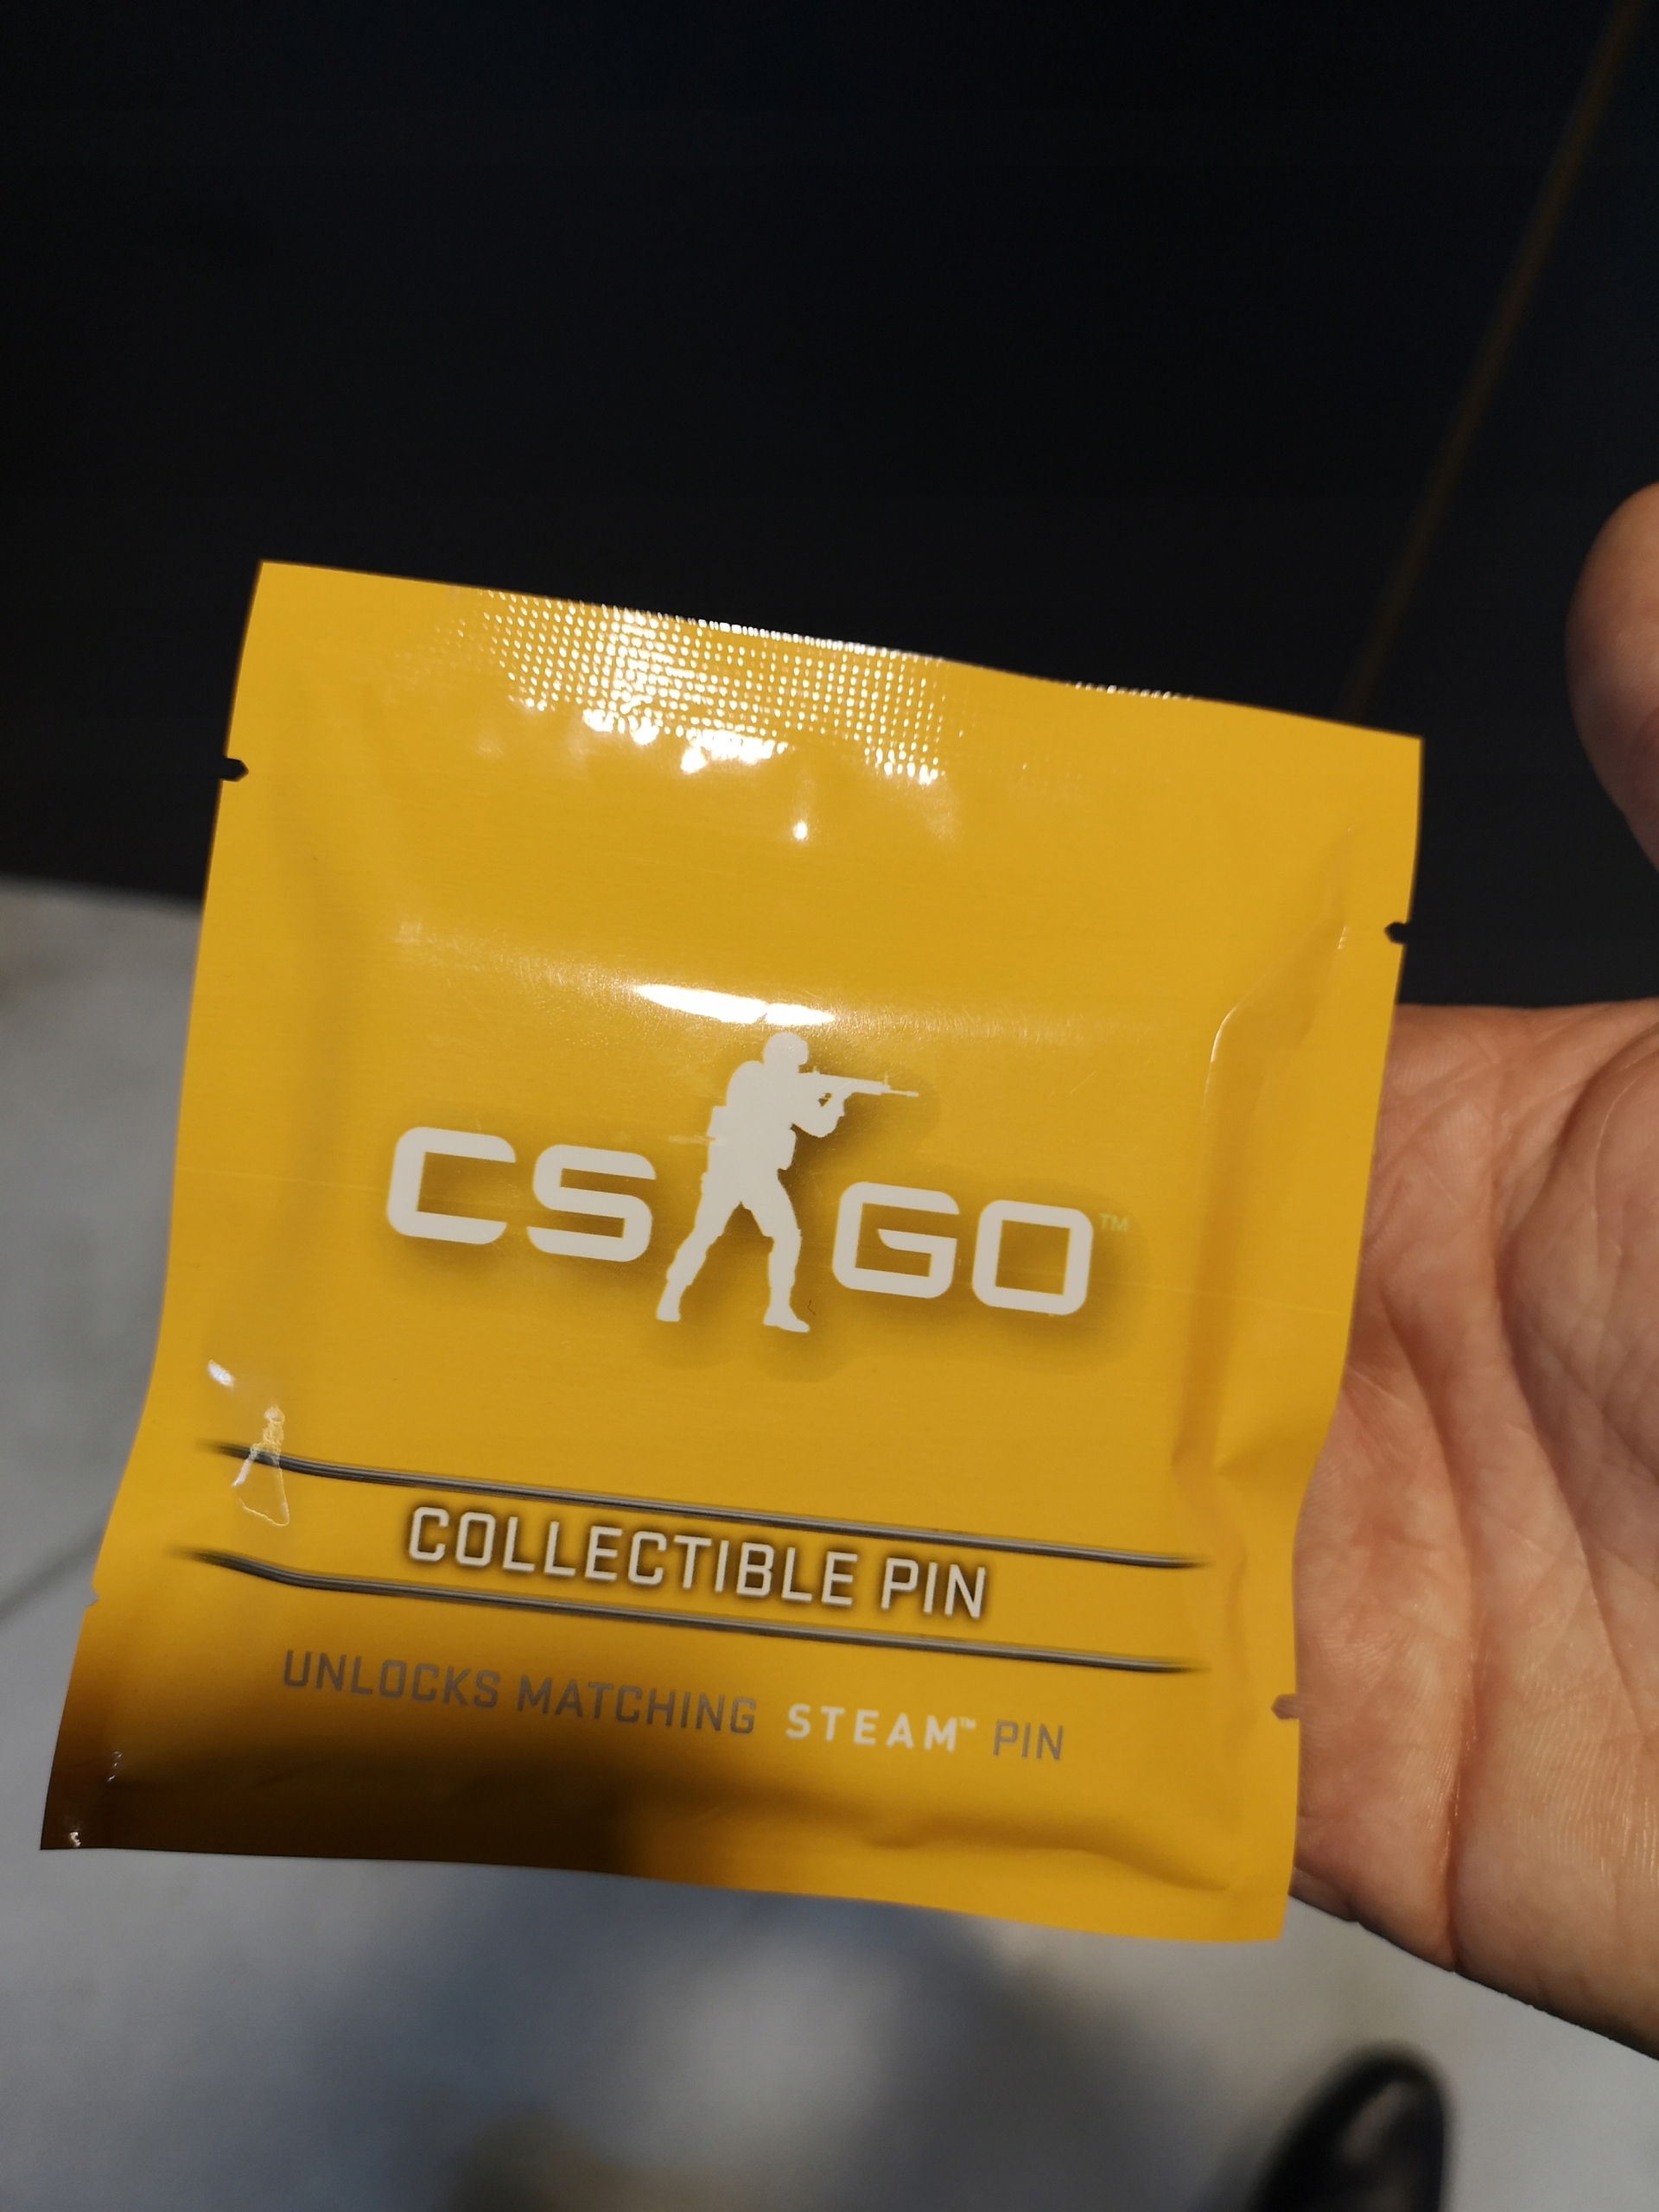 CS GO™
COLLECTIBLE PIN
UNLOCKS MATCHING STEAM™ PIN